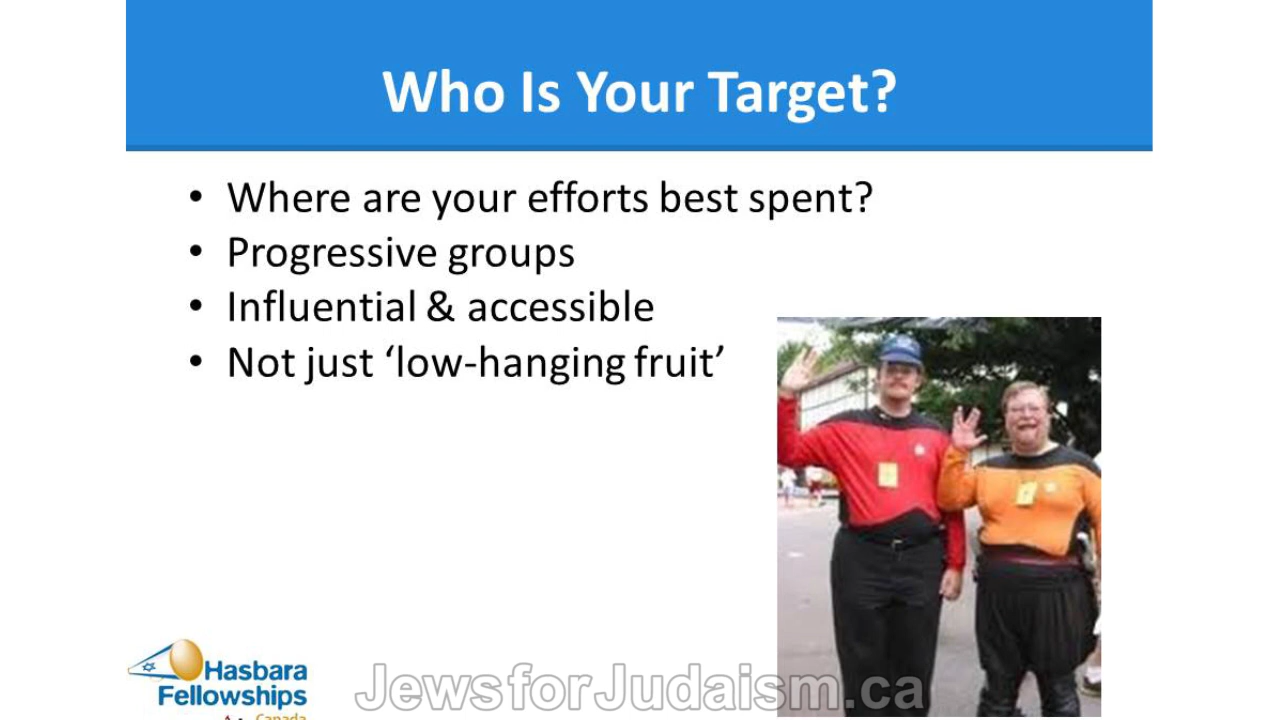 Who Is Your Target?
• Where are your efforts best spent?
• Progressive groups
• Influential & accessible
• Not just ‘low-hanging fruit’
Hasbara
Fellowships
Canada
JewsforJudaism.ca